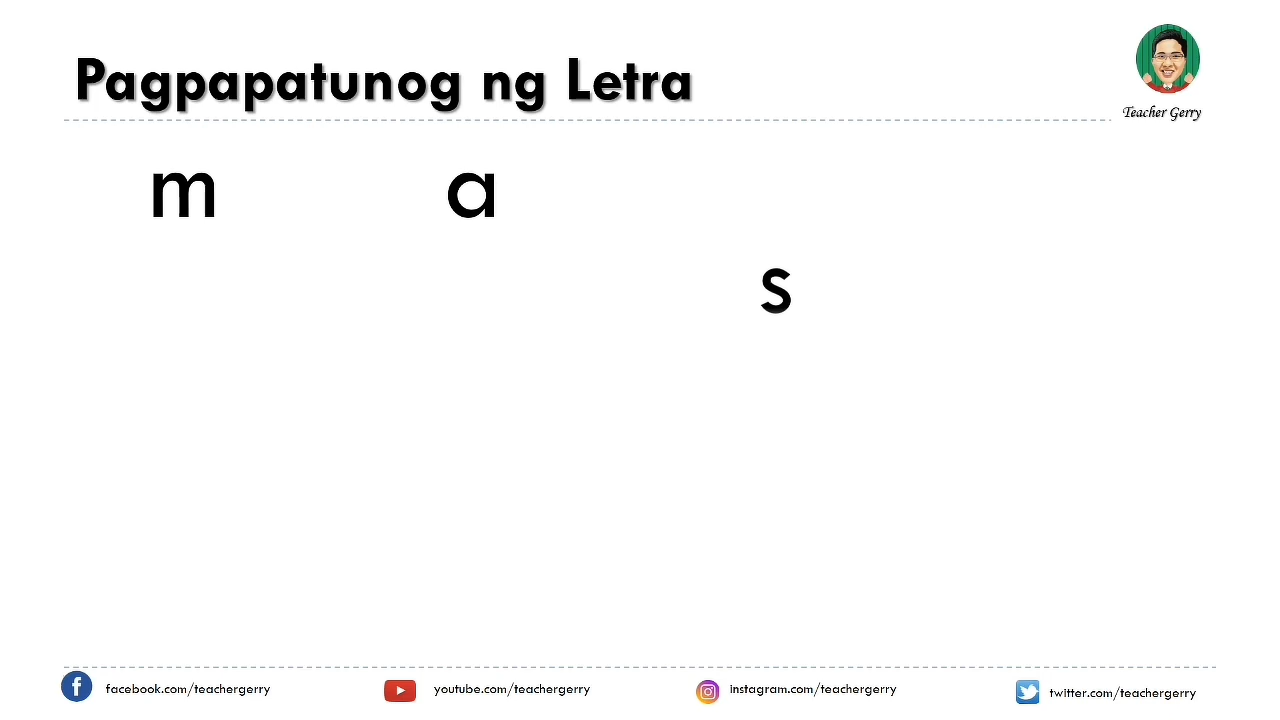 Pagpapatunog ng Letra
Teacher Gerry
m a
s
facebook.com/teachergerry youtube.com/teachergerry instagram.com/teachergerry twitter.com/teachergerry